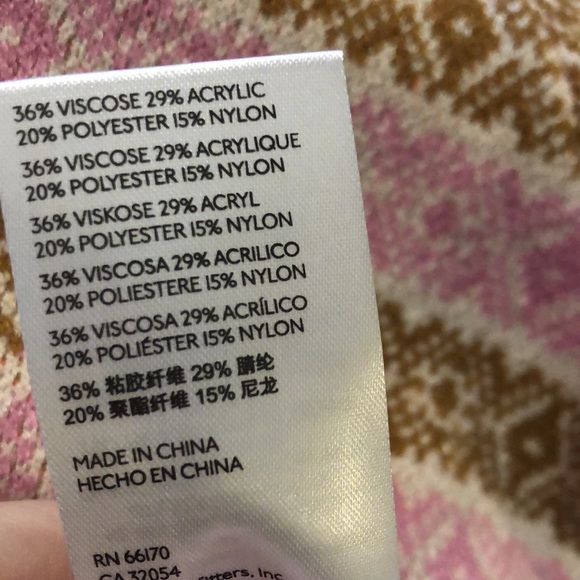 36% VISCOSE 29% ACRYLIC
20% POLYESTER 15% NYLON
36% VISCOSE 29% ACRYLIQUE
20% POLYESTER 15% NYLON
36% VISKOSE 29% ACRYL
20% POLYESTER 15% NYLON
36% VISCOSA 29% ACRILICO
20% POLIESTERE 15% NYLON
36% VISCOSA 29% ACRÍLICO
20% POLIÉSTER 15% NYLON
36% 粘胶纤维 29% 腈纶
20% 聚酯纤维 15% 尼龙
MADE IN CHINA
HECHO EN CHINA
RN 66170
CA 32054
Inc